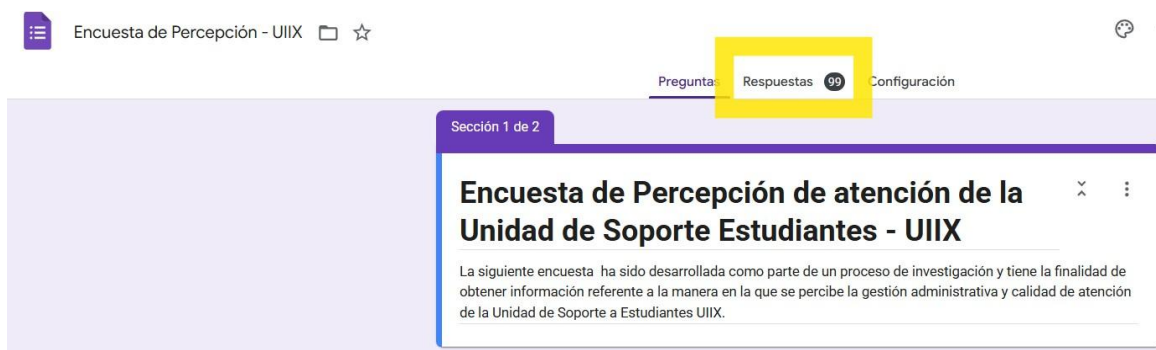 Encuesta de Percepción - UIIX
Preguntas Respuestas 99 Configuración
Sección 1 de 2
Encuesta de Percepción de atención de la
Unidad de Soporte Estudiantes - UIIX
La siguiente encuesta ha sido desarrollada como parte de un proceso de investigación y tiene la finalidad de
obtener información referente a la manera en la que se percibe la gestión administrativa y calidad de atención
de la Unidad de Soporte a Estudiantes UIIX.